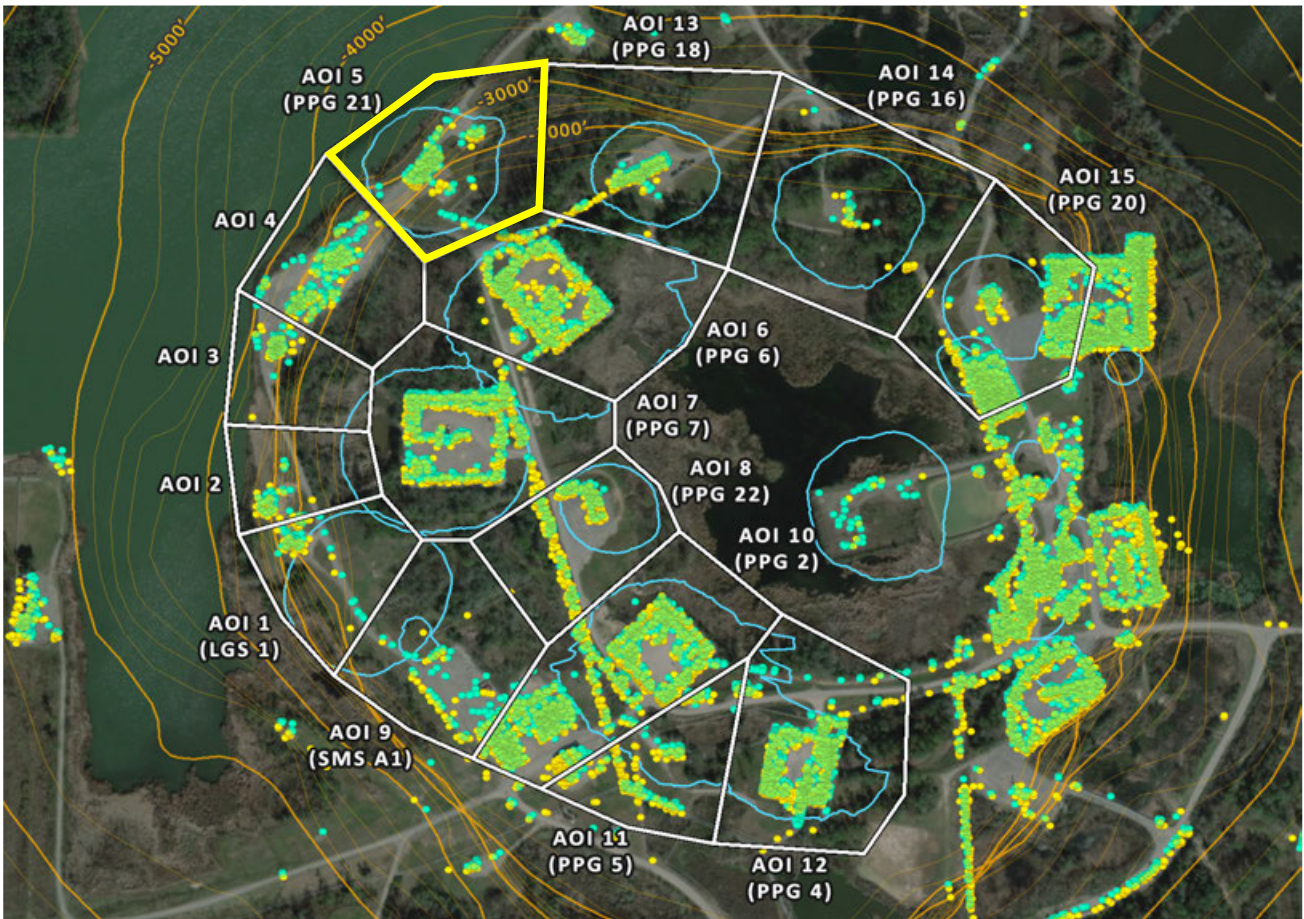 -5000'
-4000'
AOI 13
(PPG 18)
AOI 5
(PPG 21)
AOI 14
(PPG 16)
-3000'
000'
AOI 15
(PPG 20)
AOI 4
AOI 6
(PPG 6)
AOI 3
AOI 7
(PPG 7)
AOI 8
(PPG 22)
AOI 2
AOI 10
(PPG 2)
AOI 1
(LGS 1)
AOI 9
(SMS A1)
AOI 11
(PPG 5)
AOI 12
(PPG 4)